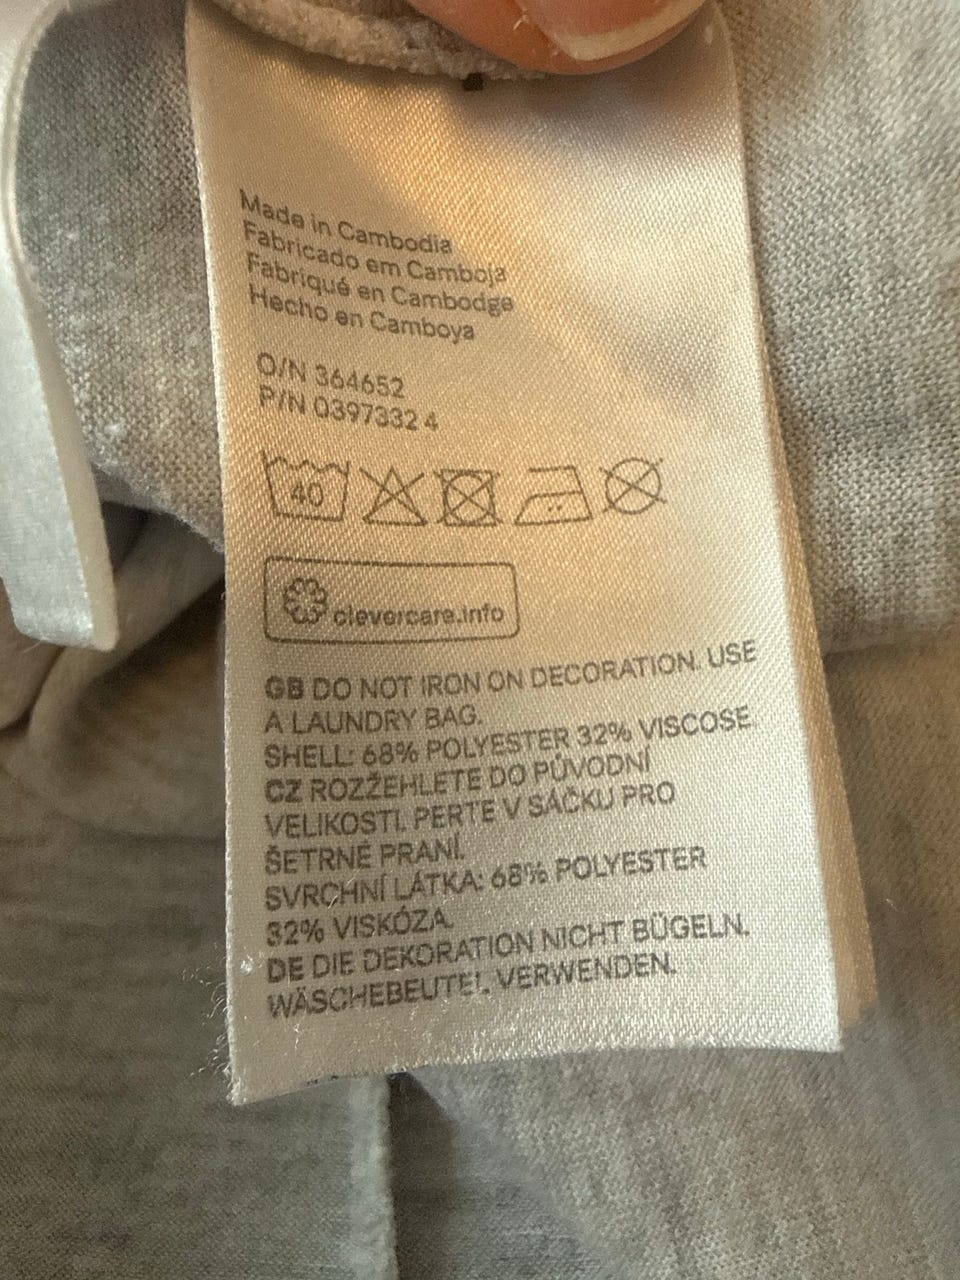 Made in Cambodia
Fabricado em Camboja
Fabriqué en Cambodge
Hecho en Camboya
O/N 364652
P/N 0397332 4
40
clevercare.info
GB DO NOT IRON ON DECORATION. USE
A LAUNDRY BAG.
SHELL: 68% POLYESTER 32% VISCOSE
CZ ROZŽEHLETE DO PŮVODNÍ
VELIKOSTI. PERTE V SÁČKU PRO
ŠETRNÉ PRANÍ.
SVRCHNÍ LÁTKA: 68% POLYESTER
32% VISKÓZA.
DE DIE DEKORATION NICHT BÜGELN.
WÄSCHEBEUTEL VERWENDEN.